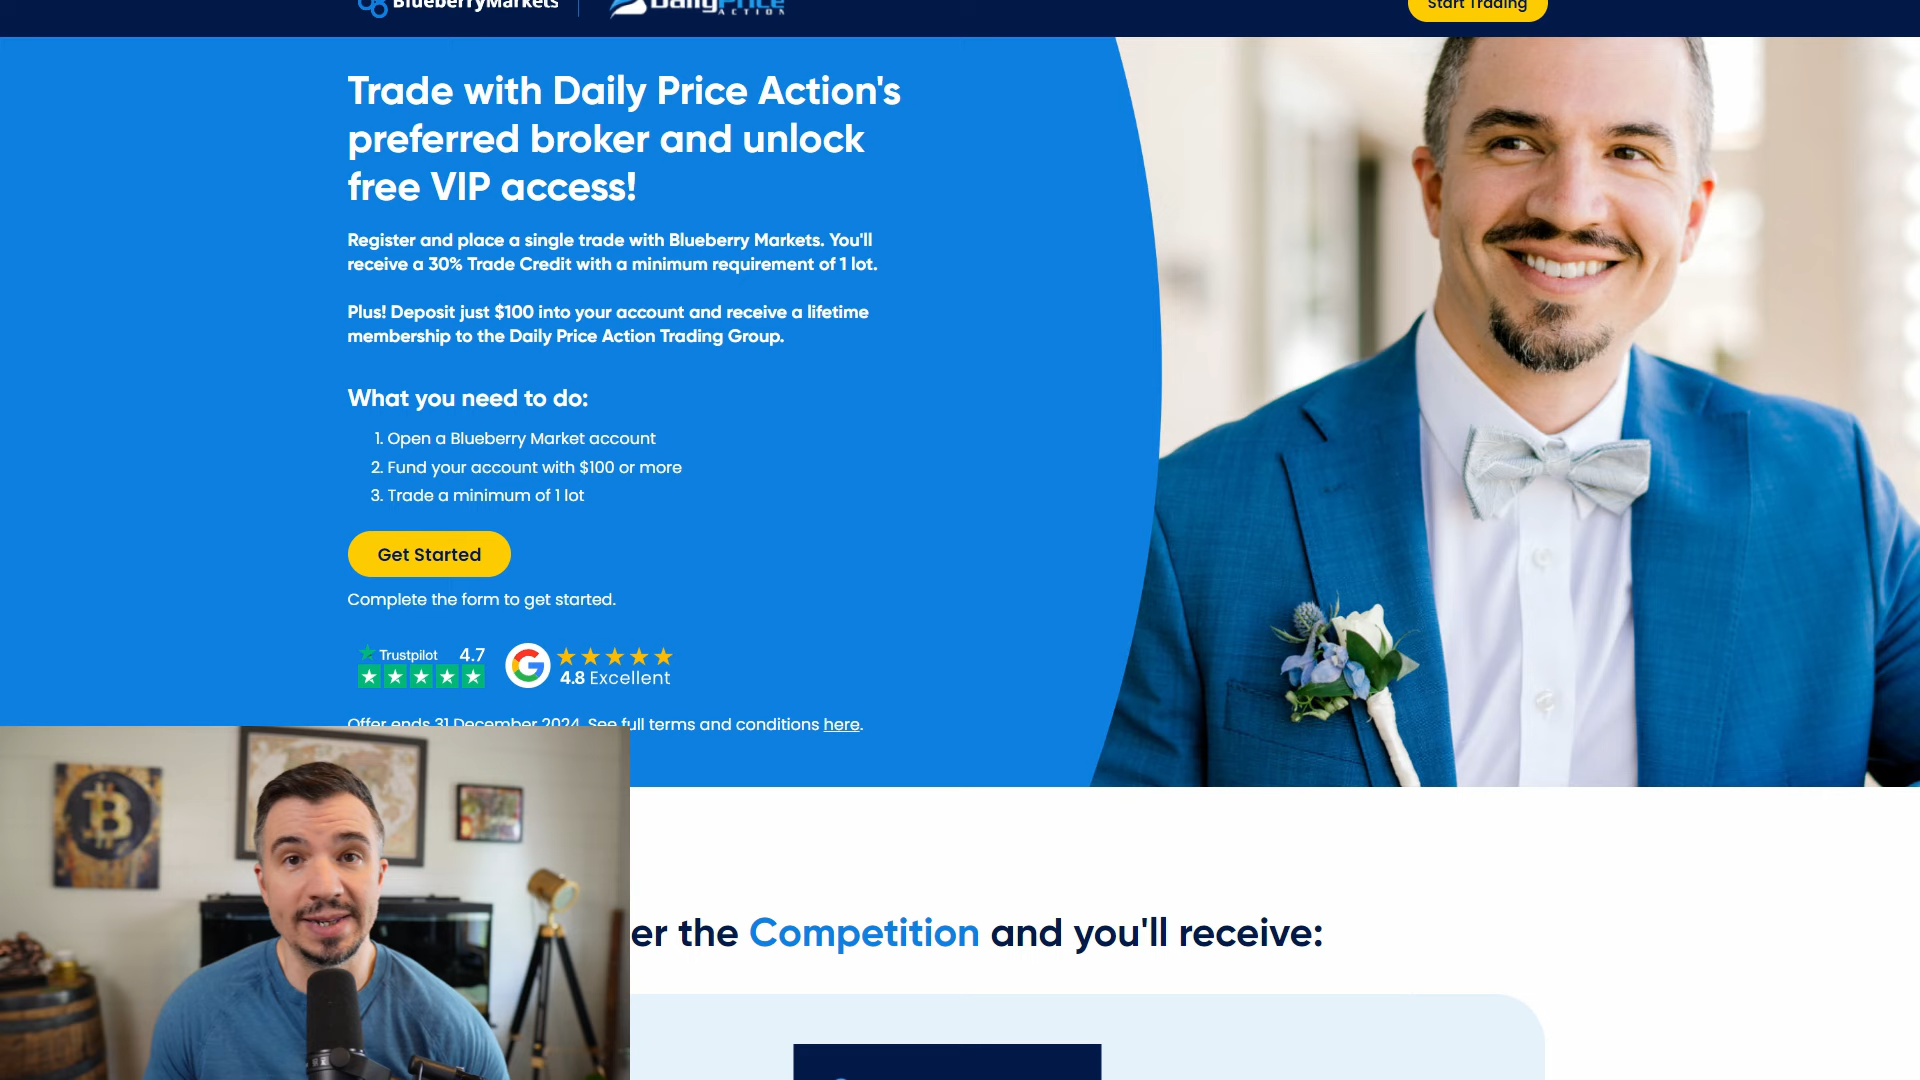 BlueberryMarkets
DailyPrice
ACTION
Start Trading
Trade with Daily Price Action's
preferred broker and unlock
free VIP access!
Register and place a single trade with Blueberry Markets. You'll
receive a 30% Trade Credit with a minimum requirement of 1 lot.
Plus! Deposit just $100 into your account and receive a lifetime
membership to the Daily Price Action Trading Group.
What you need to do:
1. Open a Blueberry Market account
2. Fund your account with $100 or more
3. Trade a minimum of 1 lot
Get Started
Complete the form to get started.
Trustpilot 4.7
4.8 Excellent
Offer ends 31 December 2024. See full terms and conditions here.
er the Competition and you'll receive: